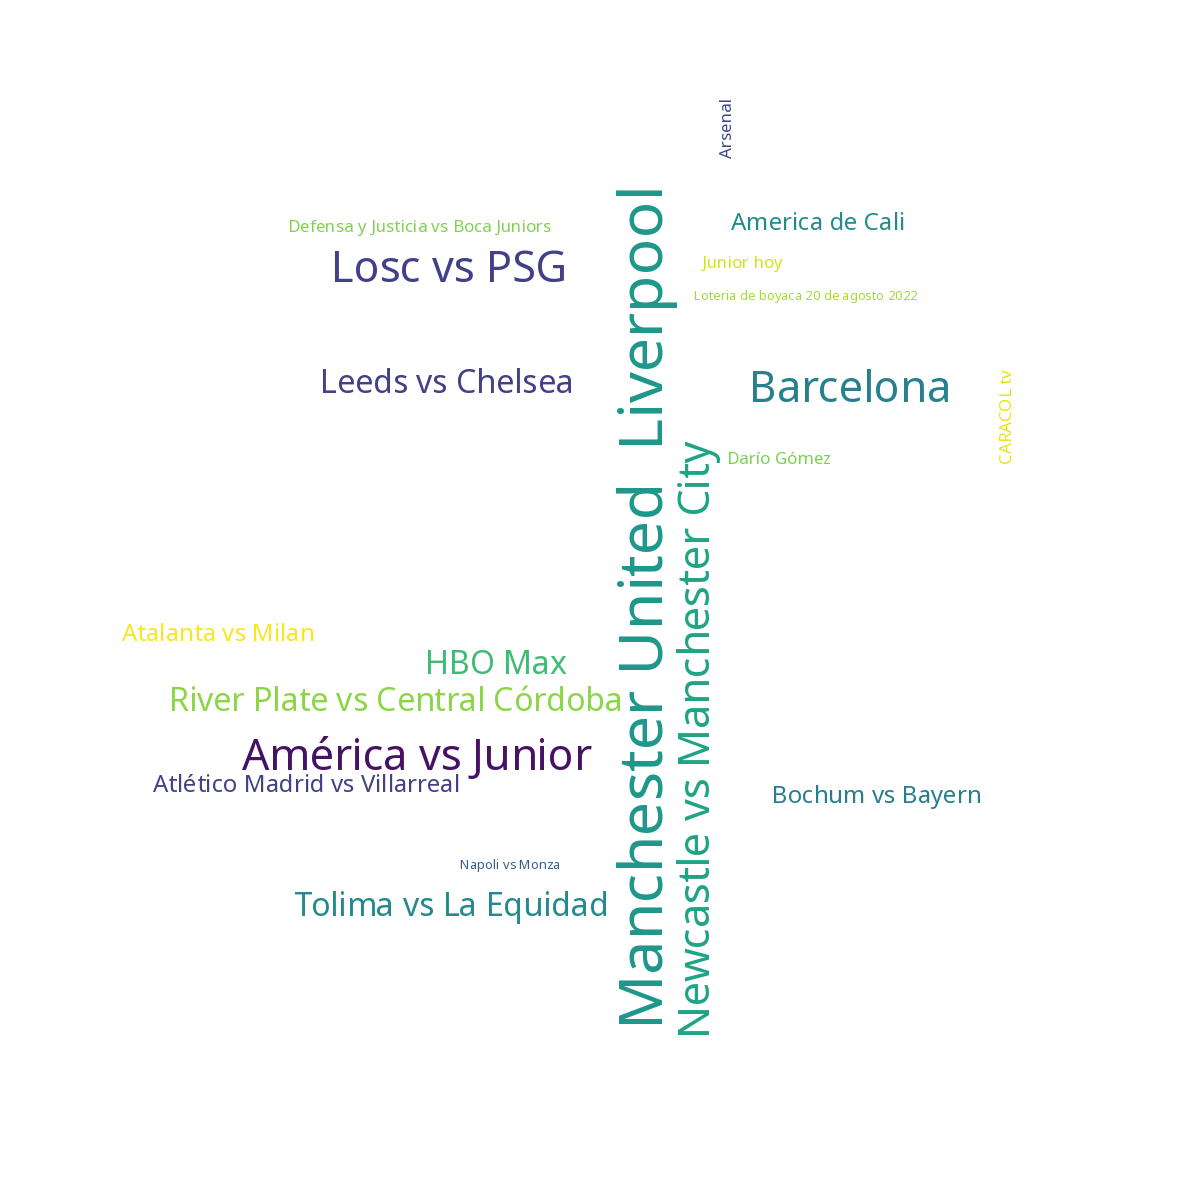 Arsenal
Defensa y Justicia vs Boca Juniors
America de Cali
Losc vs PSG
Junior hoy
Loteria de boyaca 20 de agosto 2022
Leeds vs Chelsea
Barcelona
CARACOL tv
Darío Gómez
Manchester United Liverpool
Newcastle vs Manchester City
Atalanta vs Milan
HBO Max
River Plate vs Central Córdoba
América vs Junior
Atlético Madrid vs Villarreal
Bochum vs Bayern
Napoli vs Monza
Tolima vs La Equidad